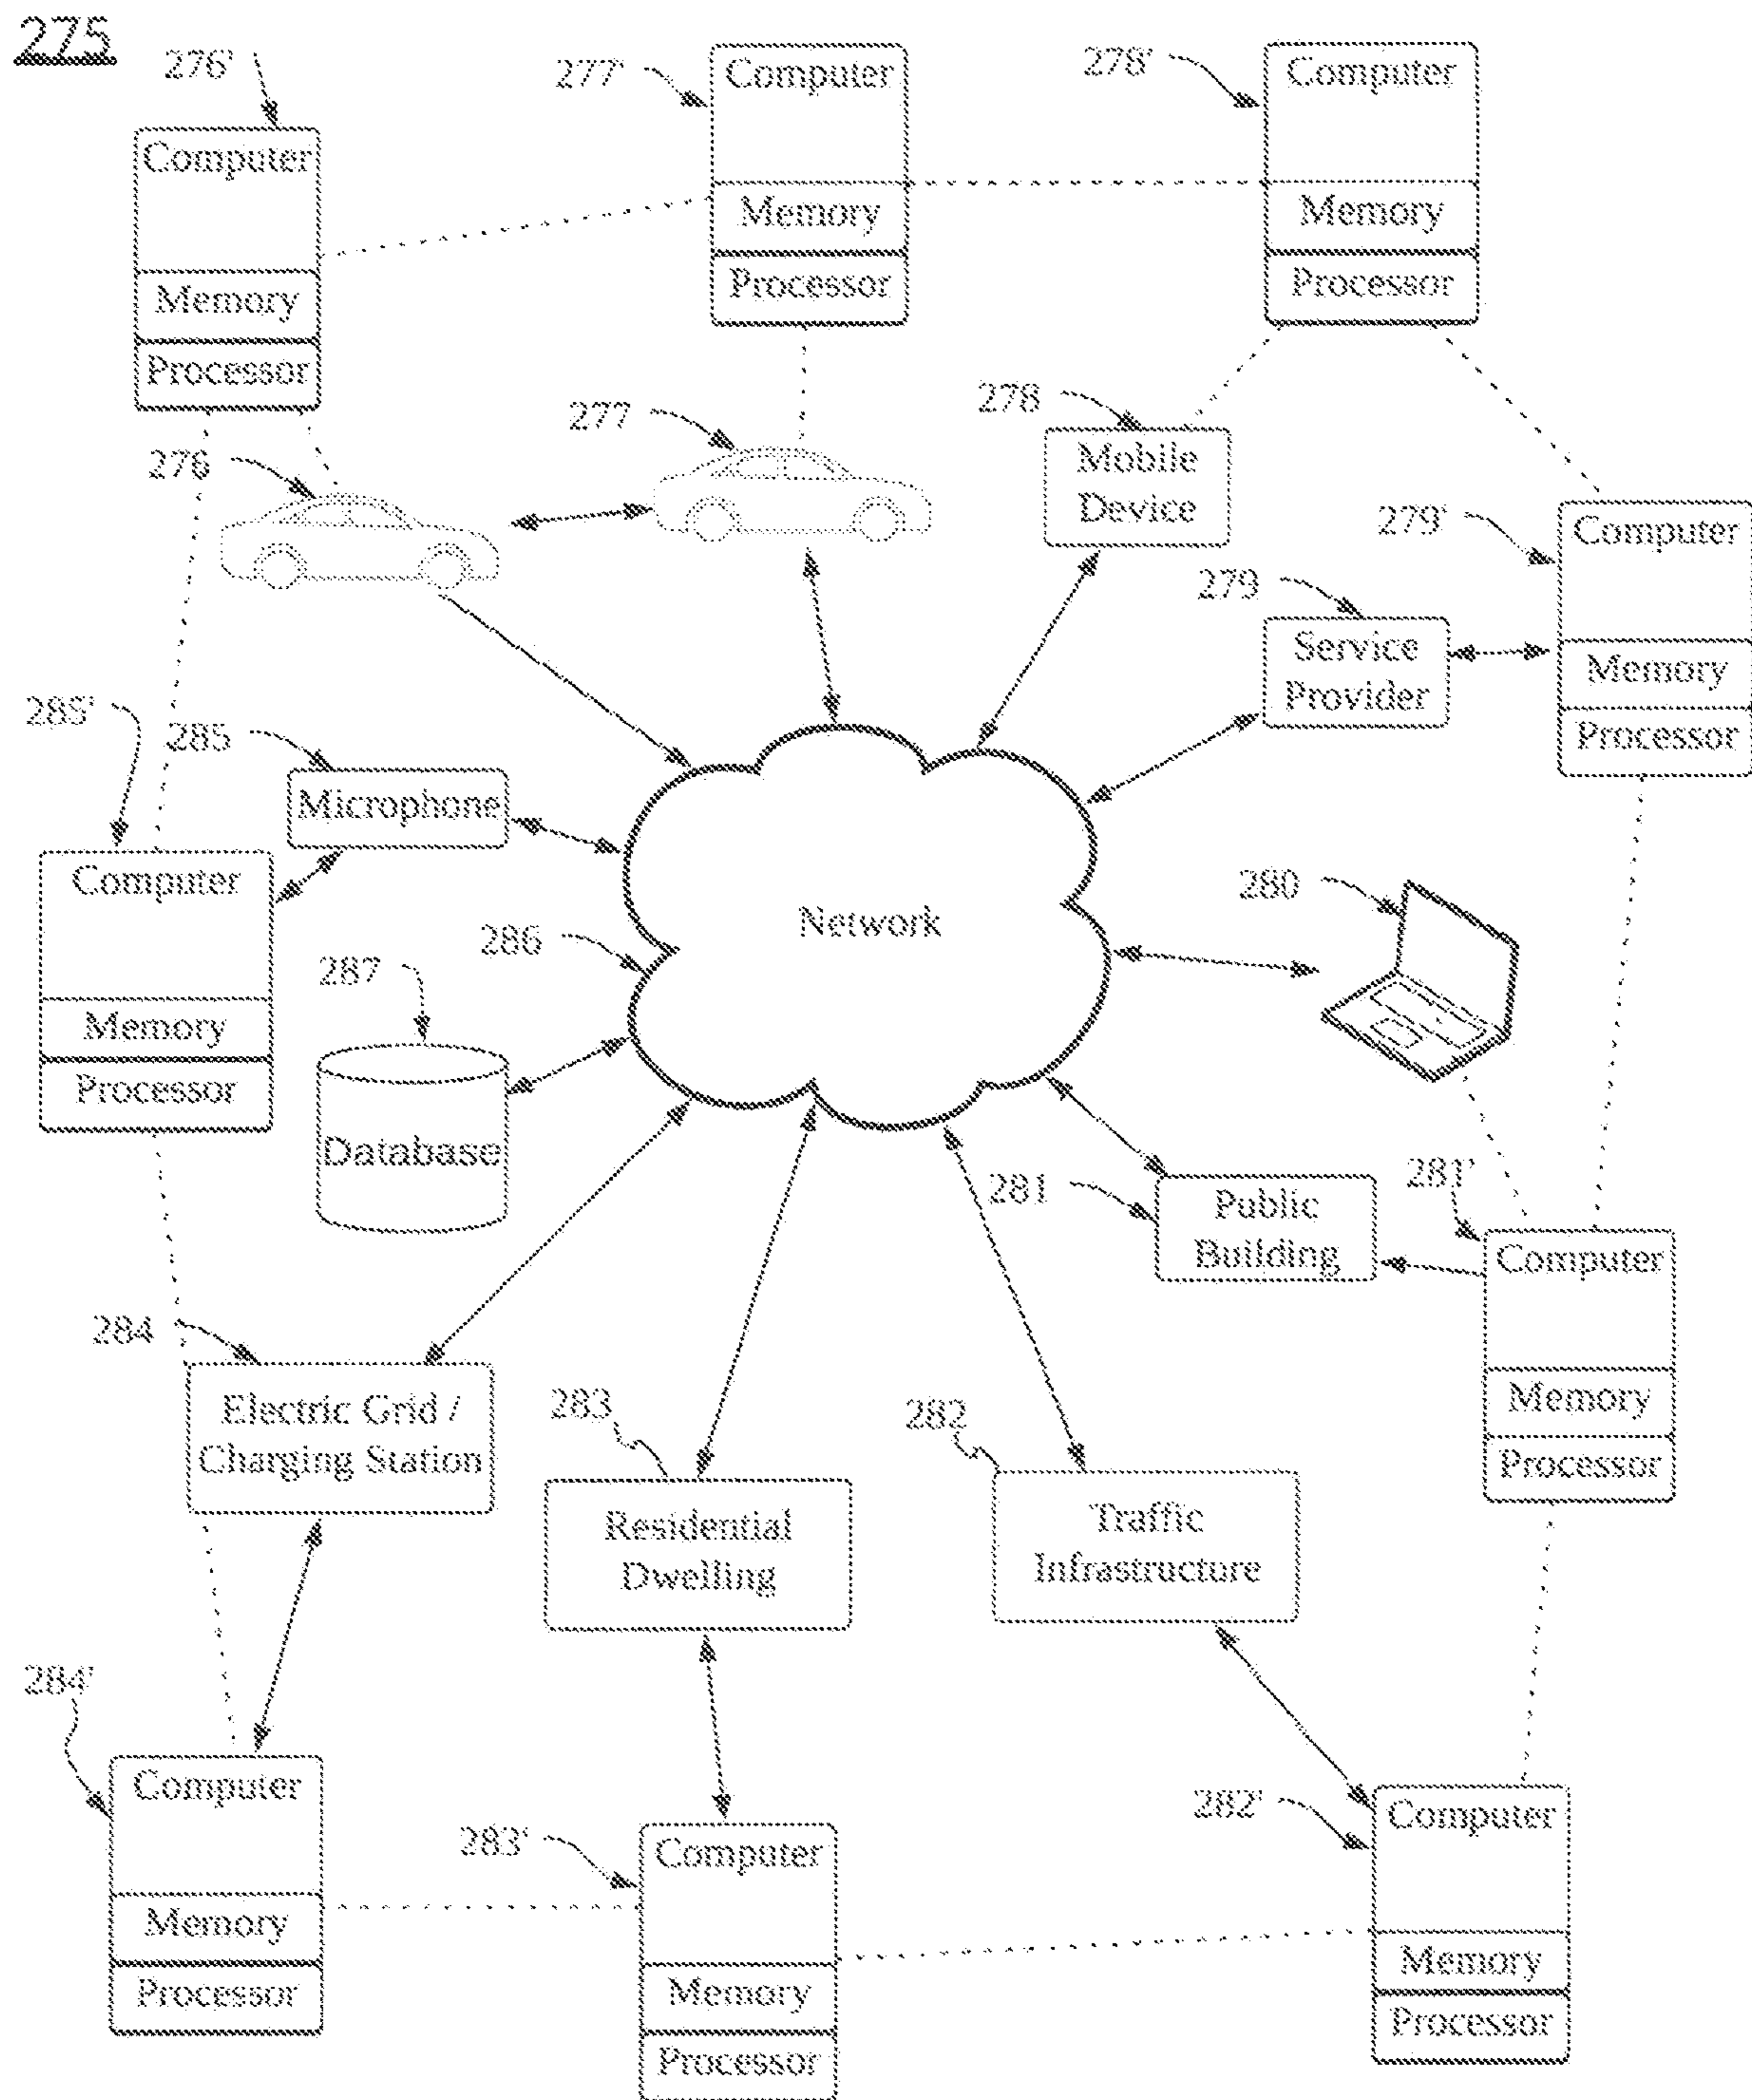 275
276'
277'
278'
Computer
Memory
Processor
Computer
Memory
Processor
Computer
Memory
Processor
276
277
278
Mobile
Device
279'
Computer
Memory
Processor
279
Service
Provider
285'
285
Microphone
Computer
Memory
Processor
286
Network
280
287
Database
281
Public
Building
281'
Computer
Memory
Processor
284
Electric Grid /
Charging Station
283
Residential
Dwelling
282
Traffic
Infrastructure
284'
Computer
Memory
Processor
283'
Computer
Memory
Processor
282'
Computer
Memory
Processor